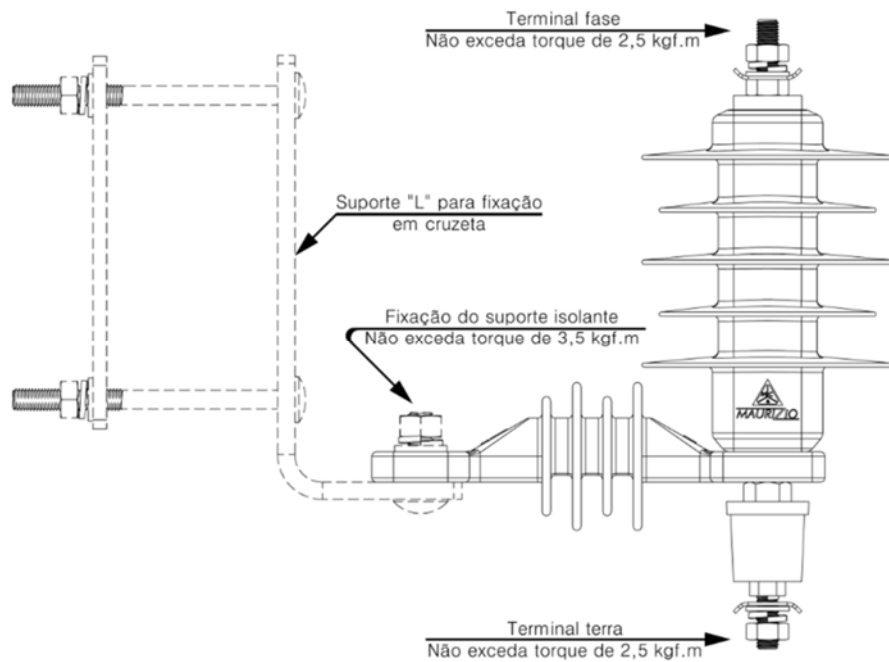 Terminal fase
Não exceda torque de 2,5 kgf.m
Suporte "L" para fixação
em cruzeta
Fixação do suporte isolante
Não exceda torque de 3,5 kgf.m
MAURIZIO
Terminal terra
Não exceda torque de 2,5 kgf.m